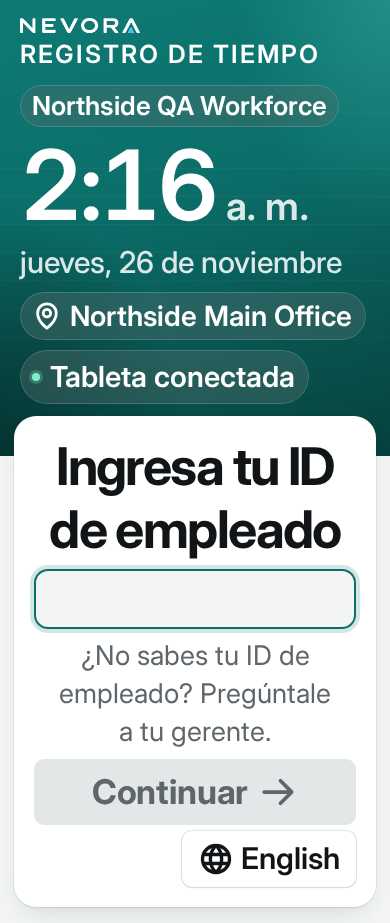 NEVORA
REGISTRO DE TIEMPO
Northside QA Workforce
2:16 a. m.
jueves, 26 de noviembre
Northside Main Office
Tableta conectada
Ingresa tu ID
de empleado
¿No sabes tu ID de
empleado? Pregúntale
a tu gerente.
Continuar
English